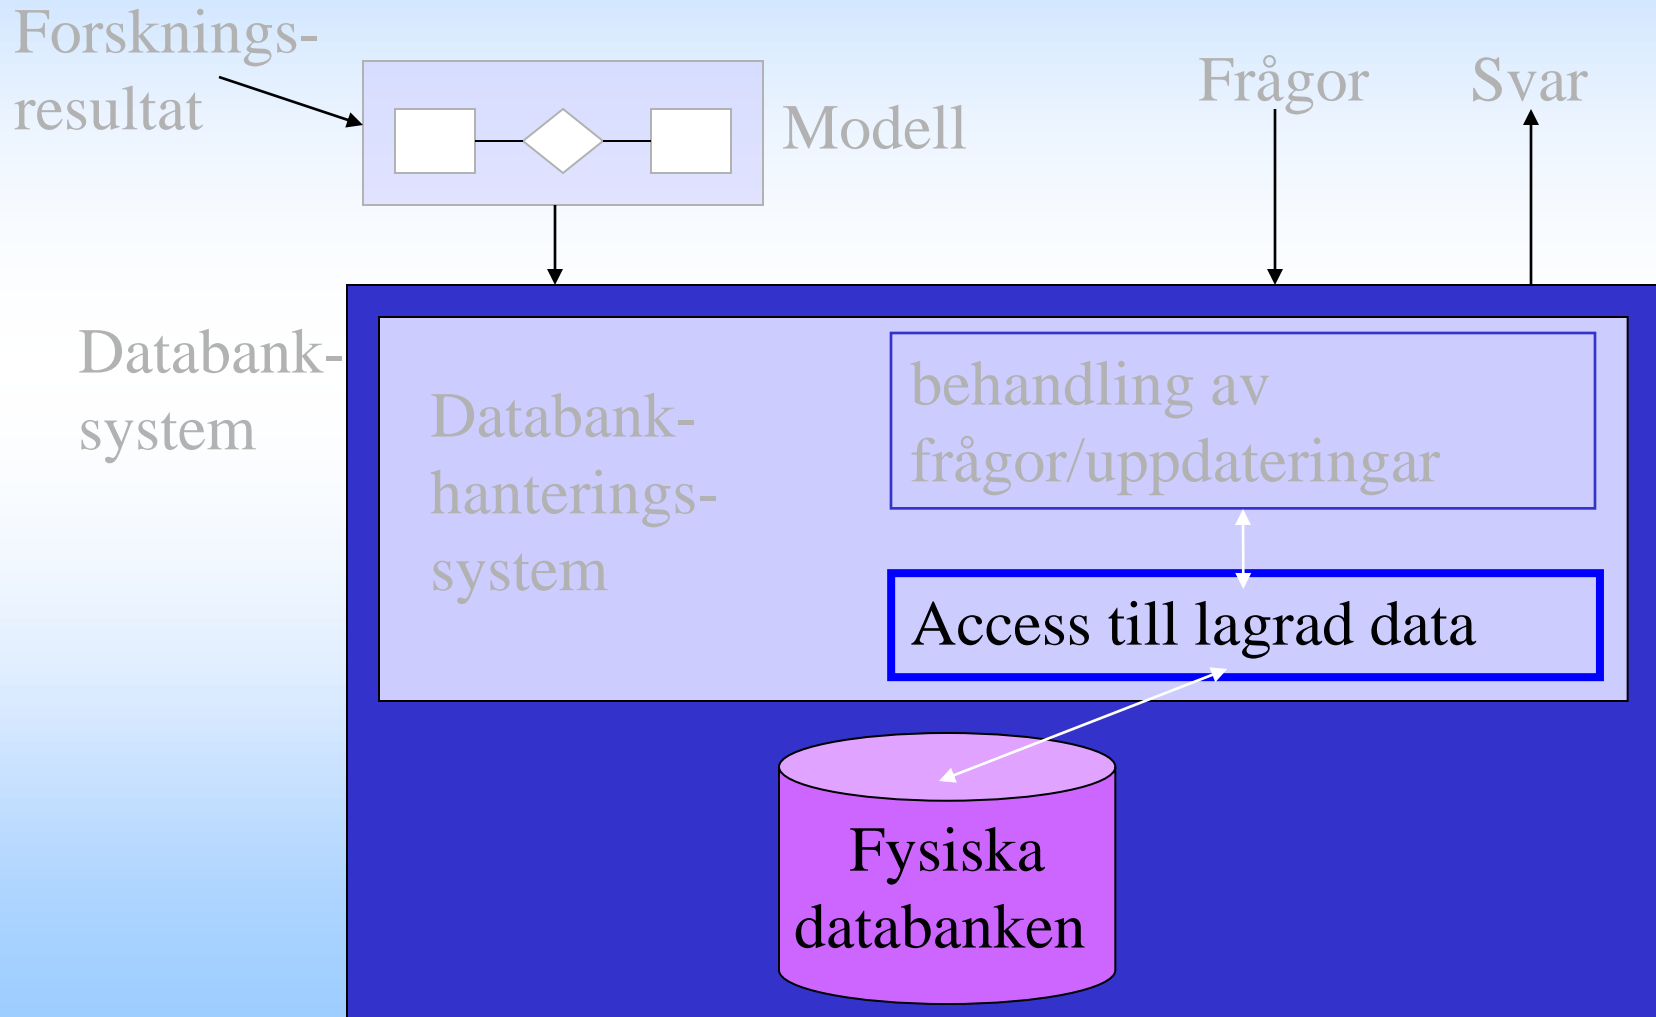 Forsknings-
resultat
Modell
Frågor
Svar
Databank-
system
Databank-
hanterings-
system
behandling av
frågor/uppdateringar
Access till lagrad data
Fysiska
databanken